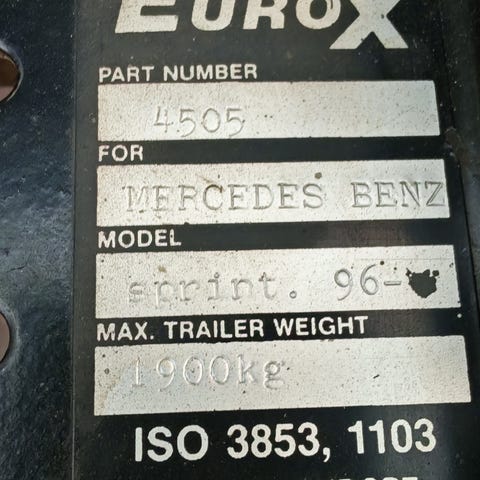 EUROX
PART NUMBER
4505
FOR
MERCEDES BENZ
MODEL
sprint. 96-
MAX. TRAILER WEIGHT
1900kg
ISO 3853, 1103